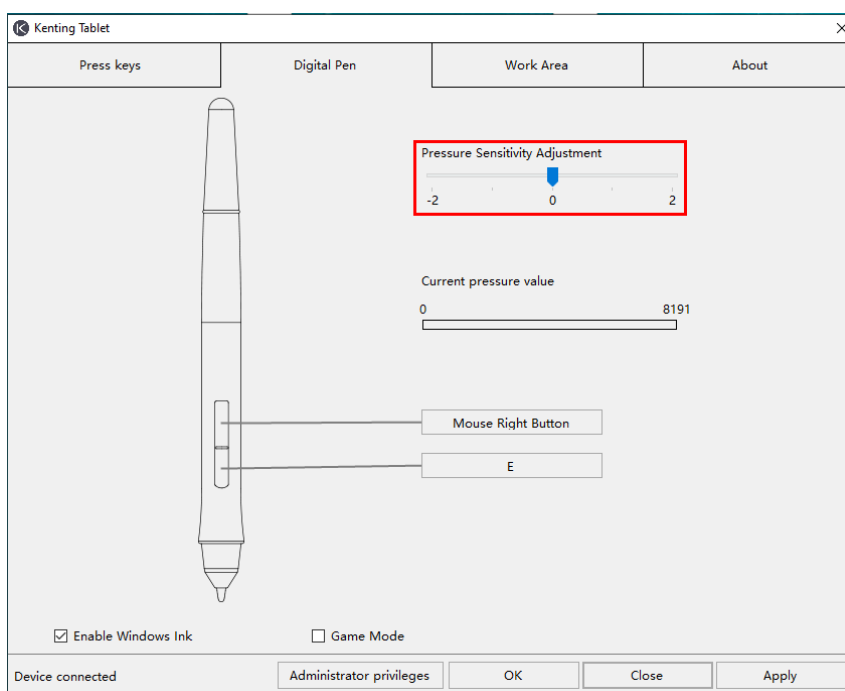 Kenting Tablet
Press keys
Digital Pen
Work Area
About
Pressure Sensitivity Adjustment
-2 0 2
Current pressure value
0 8191
Mouse Right Button
E
Enable Windows Ink
Game Mode
Device connected
Administrator privileges
OK
Close
Apply